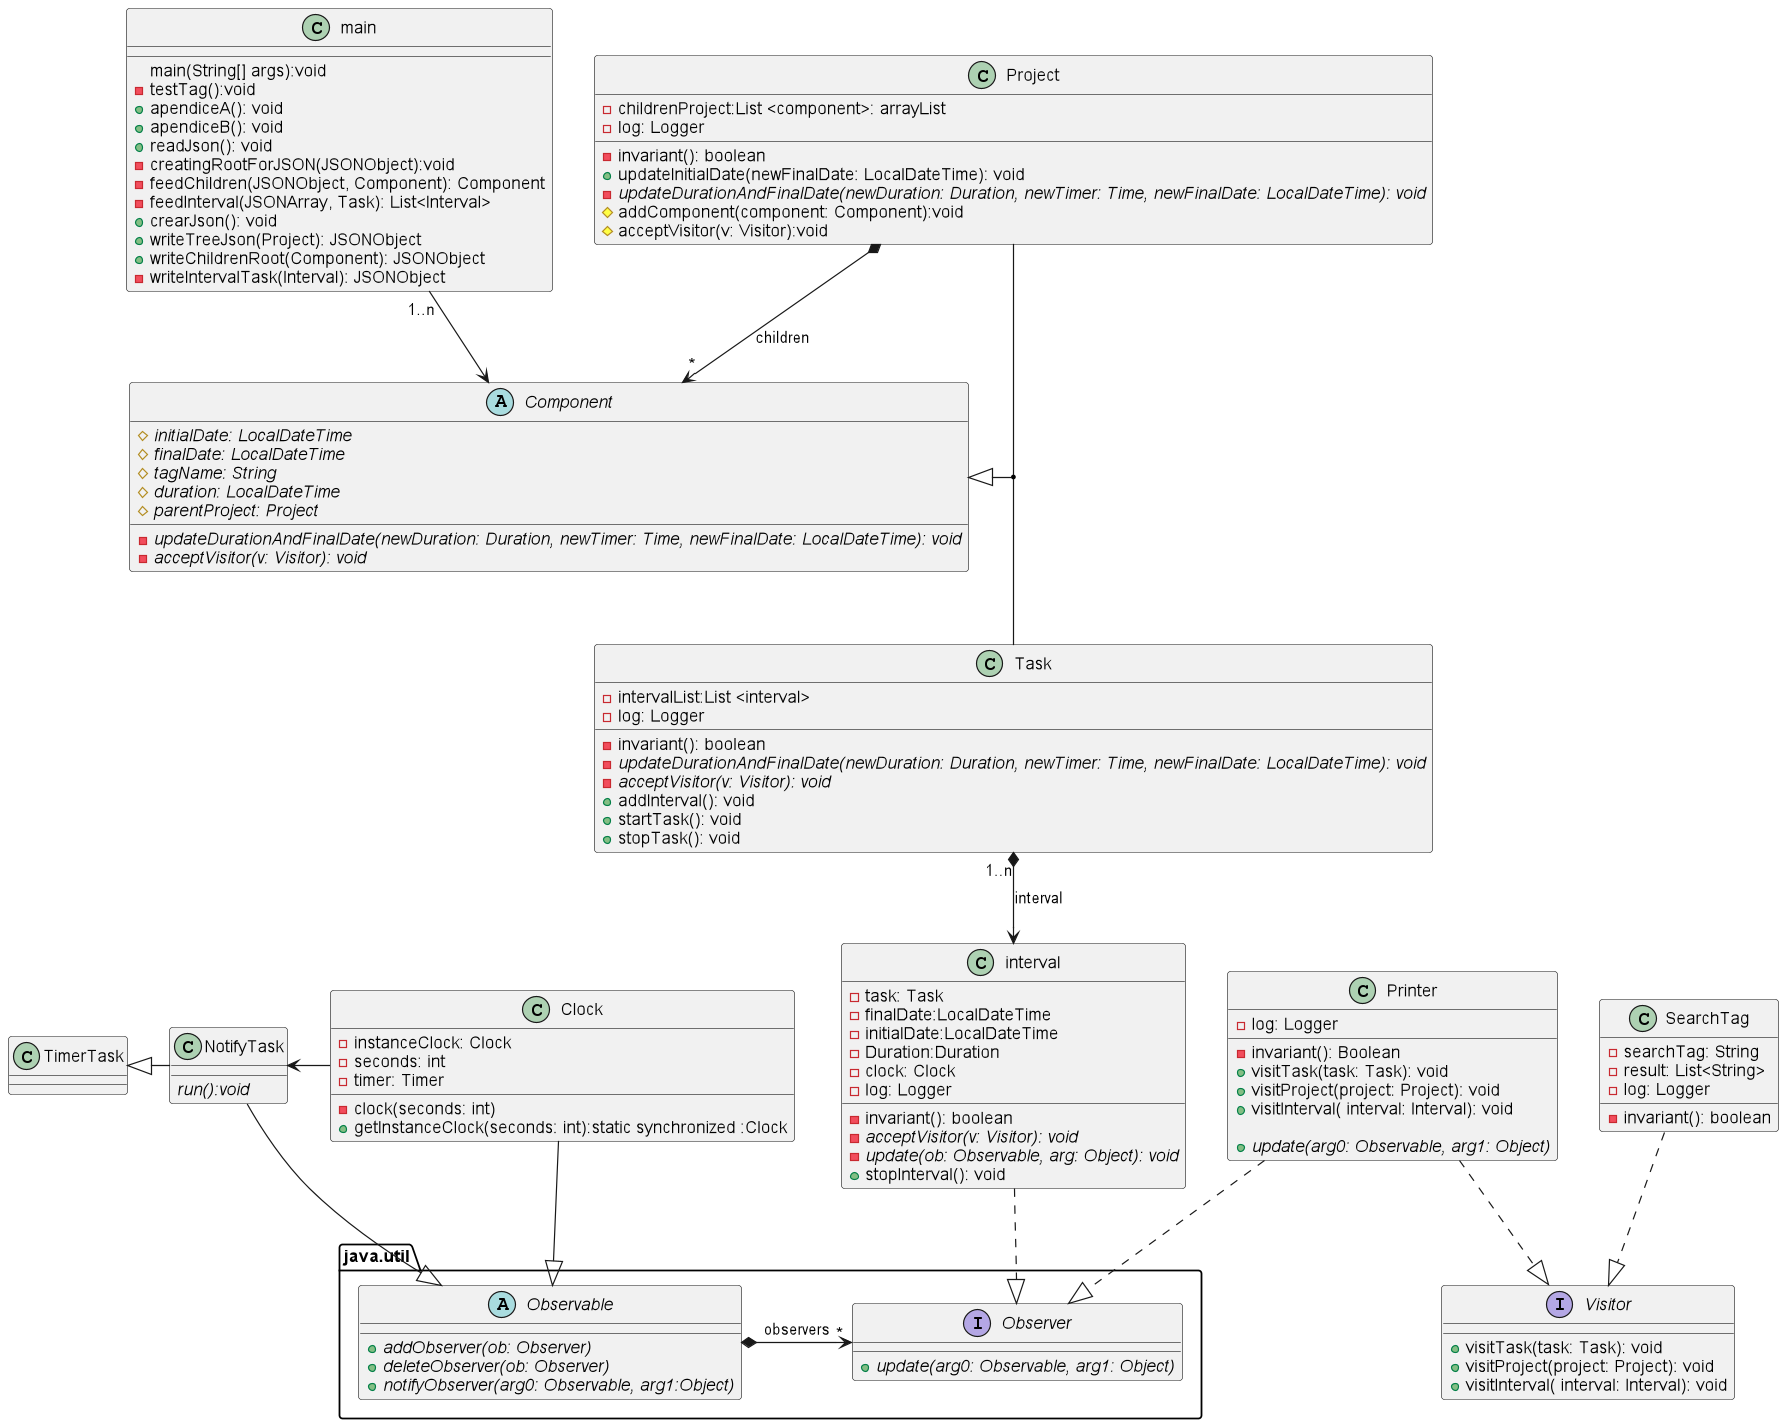 C main
main(String[] args):void
testTag():void
apendiceA(): void
apendiceB(): void
readJson(): void
creatingRootForJSON(JSONObject):void
feedChildren(JSONObject, Component): Component
feedInterval(JSONArray, Task): List<Interval>
crearJson(): void
writeTreeJson(Project): JSONObject
writeChildrenRoot(Component): JSONObject
writeIntervalTask(Interval): JSONObject
C Project
childrenProject:List <component>: arrayList
log: Logger
invariant(): boolean
updateInitialDate(newFinalDate: LocalDateTime): void
updateDurationAndFinalDate(newDuration: Duration, newTimer: Time, newFinalDate: LocalDateTime): void
addComponent(component: Component):void
acceptVisitor(v: Visitor):void
1..n
children
*
A Component
initialDate: LocalDateTime
finalDate: LocalDateTime
tagName: String
duration: LocalDateTime
parentProject: Project
updateDurationAndFinalDate(newDuration: Duration, newTimer: Time, newFinalDate: LocalDateTime): void
acceptVisitor(v: Visitor): void
C Task
intervalList:List <interval>
log: Logger
invariant(): boolean
updateDurationAndFinalDate(newDuration: Duration, newTimer: Time, newFinalDate: LocalDateTime): void
acceptVisitor(v: Visitor): void
addInterval(): void
startTask(): void
stopTask(): void
1..n
interval
C TimerTask
C NotifyTask
run():void
C Clock
instanceClock: Clock
seconds: int
timer: Timer
clock(seconds: int)
getInstanceClock(seconds: int):static synchronized :Clock
C interval
task: Task
finalDate:LocalDateTime
initialDate:LocalDateTime
Duration:Duration
clock: Clock
log: Logger
invariant(): boolean
acceptVisitor(v: Visitor): void
update(ob: Observable, arg: Object): void
stopInterval(): void
C Printer
log: Logger
invariant(): Boolean
visitTask(task: Task): void
visitProject(project: Project): void
visitInterval( interval: Interval): void
update(arg0: Observable, arg1: Object)
C SearchTag
searchTag: String
result: List<String>
log: Logger
invariant(): boolean
java.util
A Observable
addObserver(ob: Observer)
deleteObserver(ob: Observer)
notifyObserver(arg0: Observable, arg1:Object)
observers *
I Observer
update(arg0: Observable, arg1: Object)
I Visitor
visitTask(task: Task): void
visitProject(project: Project): void
visitInterval( interval: Interval): void